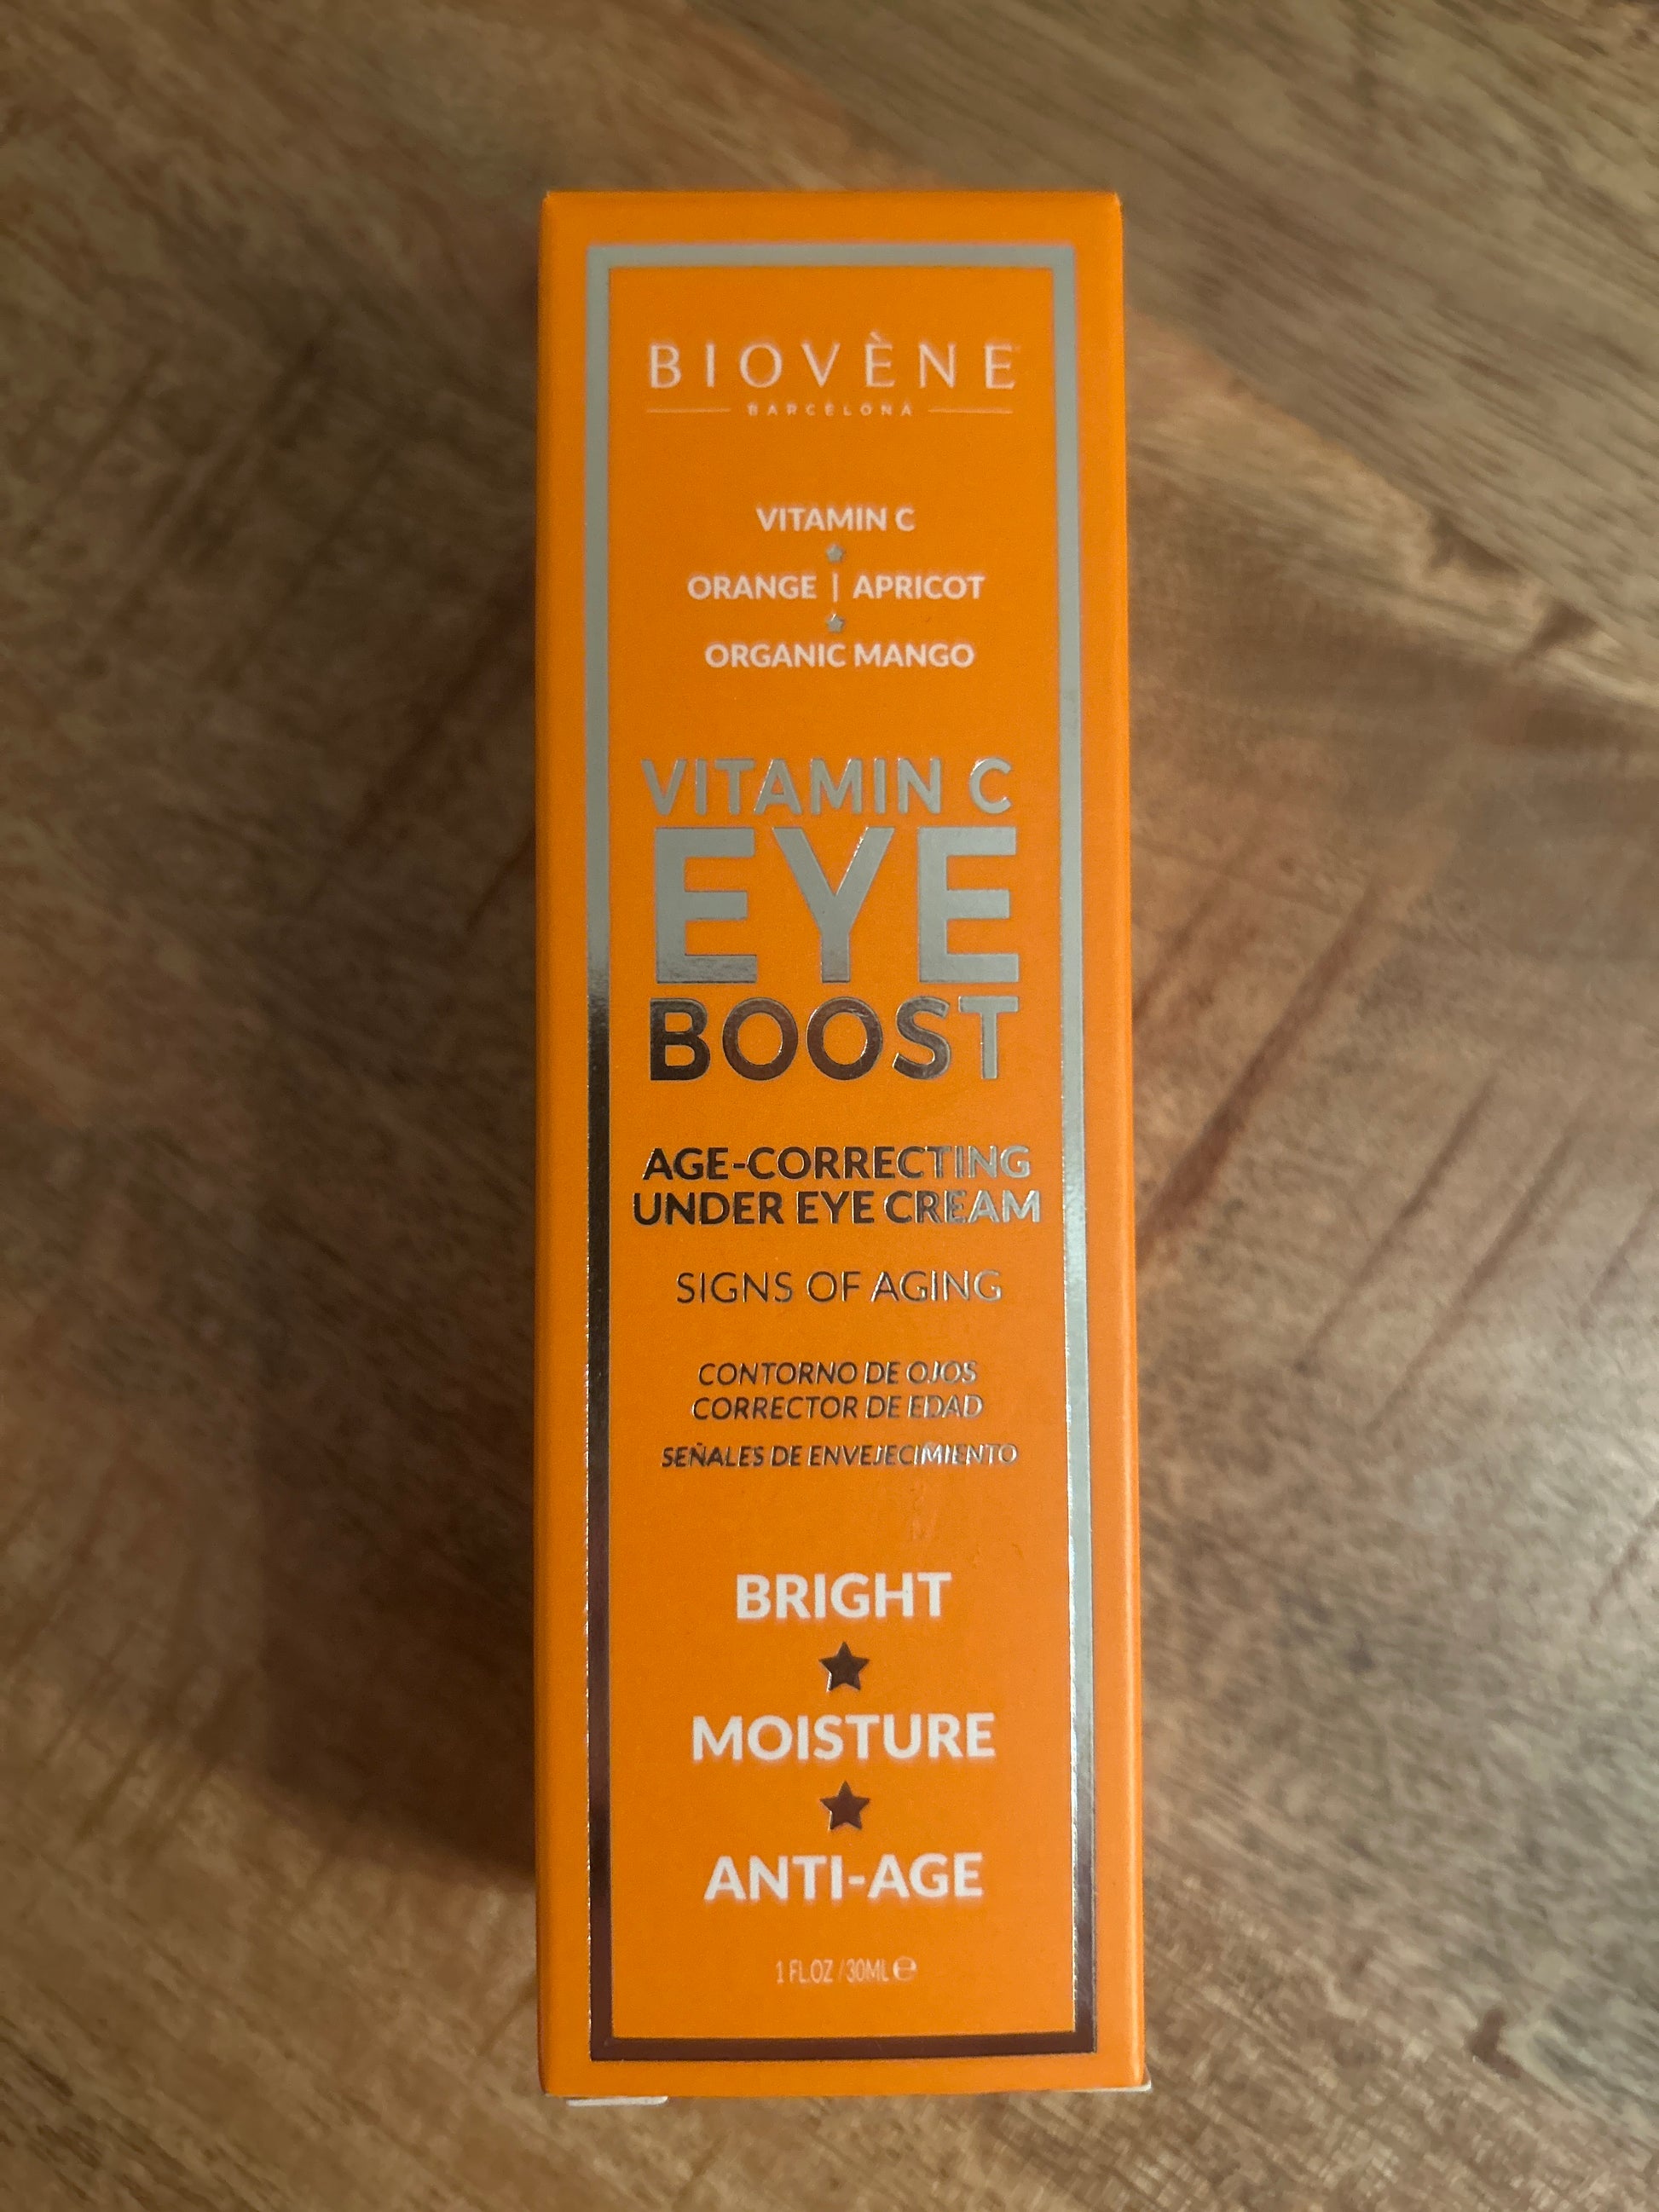 BIOVÈNE
BARCELONA
VITAMIN C
ORANGE | APRICOT
ORGANIC MANGO
VITAMIN C
EYE
BOOST
AGE-CORRECTING
UNDER EYE CREAM
SIGNS OF AGING
CONTORNO DE OJOS
CORRECTOR DE EDAD
SEÑALES DE ENVEJECIMIENTO
BRIGHT
MOISTURE
ANTI-AGE
1 FL.OZ / 30ML ℮